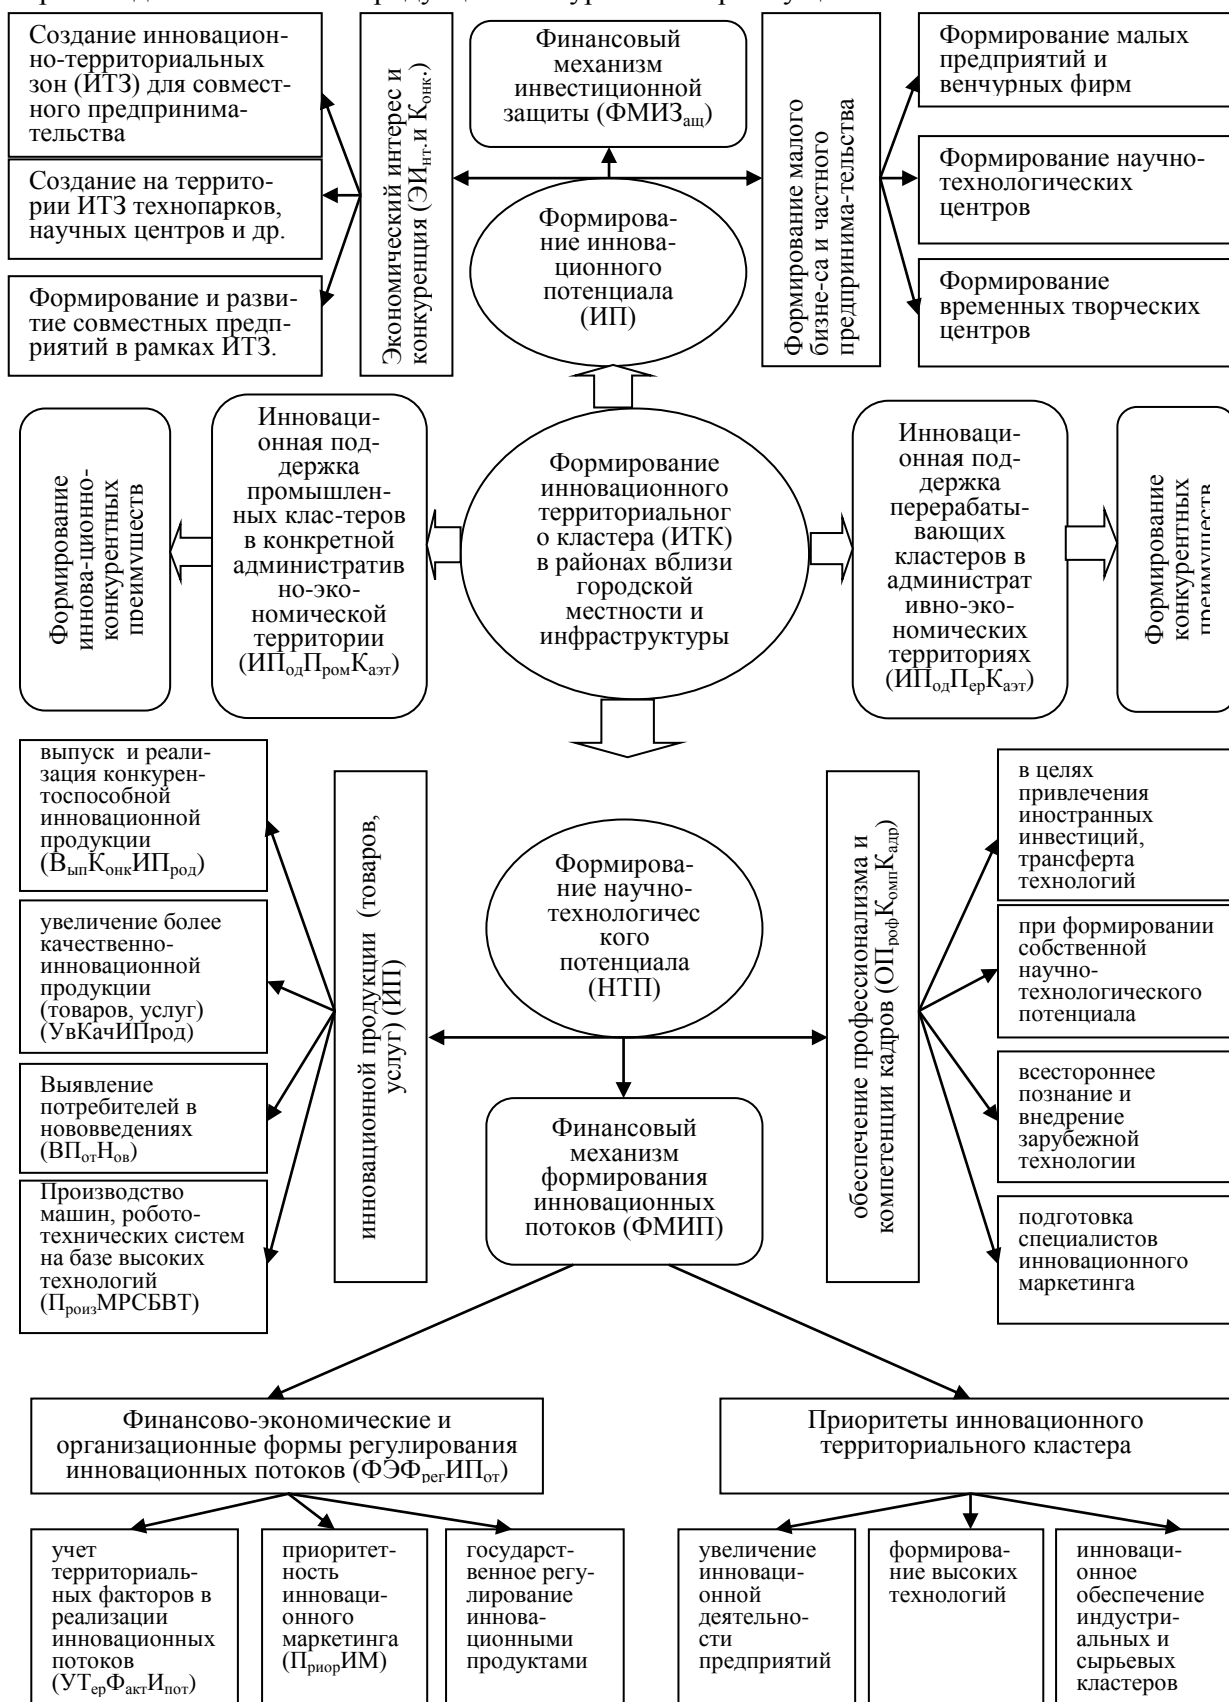 Создание инновацион-
но-территориальных
зон (ИТЗ) для совмест-
ного предпринима-
тельства
Создание на террито-
рии ИТЗ технопарков,
научных центров и др.
Формирование и разви-
тие совместных предп-
риятий в рамках ИТЗ.
Экономический интерес и
конкуренция (ЭИнт.и Конк.
Финансовый
механизм
инвестиционной
защиты (ФМИЗащ)
Формирова-
ние иннова-
ционного
потенциала
(ИП)
Формирование малого
бизне-са и частного
предпринима-тельства
Формирование малых
предприятий и
венчурных фирм
Формирование научно-
технологических
центров
Формирование
временных творческих
центров
Формирование
иннова-ционно-
конкурентных
преимуществ
Инноваци-
онная под-
держка
промышлен-
ных клас-теров
в конкретной
административ
но-эко-
номической
территории
(ИПодПромКаэт)
Формирование
инновационного
территориальног
о кластера (ИТК)
в районах вблизи
городской
местности и
инфраструктуры
Инноваци-
онная под-
держка
перерабаты-
вающих
кластеров в
администрат
ивно-эко-
номических
территориях
(ИПодПерКаэт)
Формирование
конкурентных
преимуществ
выпуск и реали-
зация конкурен-
тоспособной
инновационной
продукции
(ВыпКонкИПрод)
увеличение более
качественно-
инновационной
продукции
(товаров, услуг)
(УвКачИПрод)
Выявление
потребителей в
нововведениях
(ВПотНов)
Производство
машин, робото-
технических систем
на базе высоких
технологий
(ПроизМРСБВТ)
инновационной продукции (товаров,
услуг) (ИП)
Формирова-
ние научно-
технологичес
кого
потенциала
(НТП)
Финансовый
механизм
формирования
инновационных
потоков (ФМИП)
обеспечение профессионализма и
компетенции кадров (ОПрофКомпКадр)
в целях
привлечения
иностранных
инвестиций,
трансферта
технологий
при формировании
собственной
научно-
технологического
потенциала
всестороннее
познание и
внедрение
зарубежной
технологии
подготовка
специалистов
инновационного
маркетинга
Финансово-экономические и
организационные формы регулирования
инновационных потоков (ФЭФрегИПот)
Приоритеты инновационного
территориального кластера
учет
территориаль-
ных факторов в
реализации
инновационных
потоков
(УТерФактИпот)
приоритет-
ность
инноваци-
онного
маркетинга
(ПриорИМ)
государст-
венное регу-
лирование
иннова-
ционными
продуктами
увеличение
инноваци-
онной
деятельно-
сти
предприятий
формирова-
ние высоких
технологий
инноваци-
онное
обеспечение
индустри-
альных и
сырьевых
кластеров